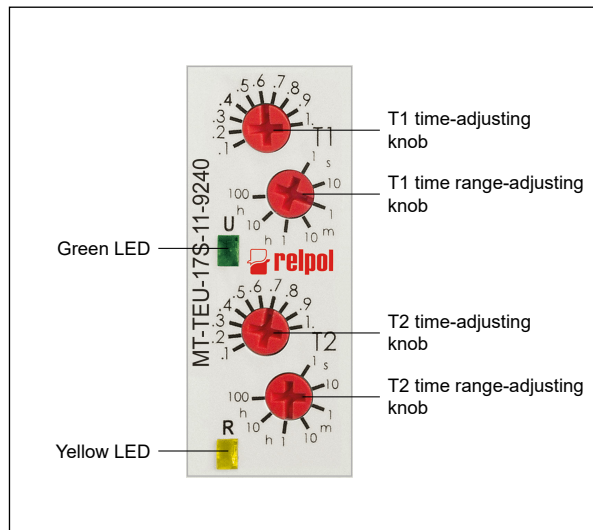 .1 .2 .3 .4 .5 .6 .7 .8 .9 1.
T1
T1 time-adjusting
knob
1 s
10
1 m
10
1 h
10
100
T1 time range-adjusting
knob
MT-TEU-17S-11-9240
U
Green LED
relpol
.1 .2 .3 .4 .5 .6 .7 .8 .9 1.
T2
T2 time-adjusting
knob
1 s
10
1 m
10
1 h
10
100
T2 time range-adjusting
knob
R
Yellow LED